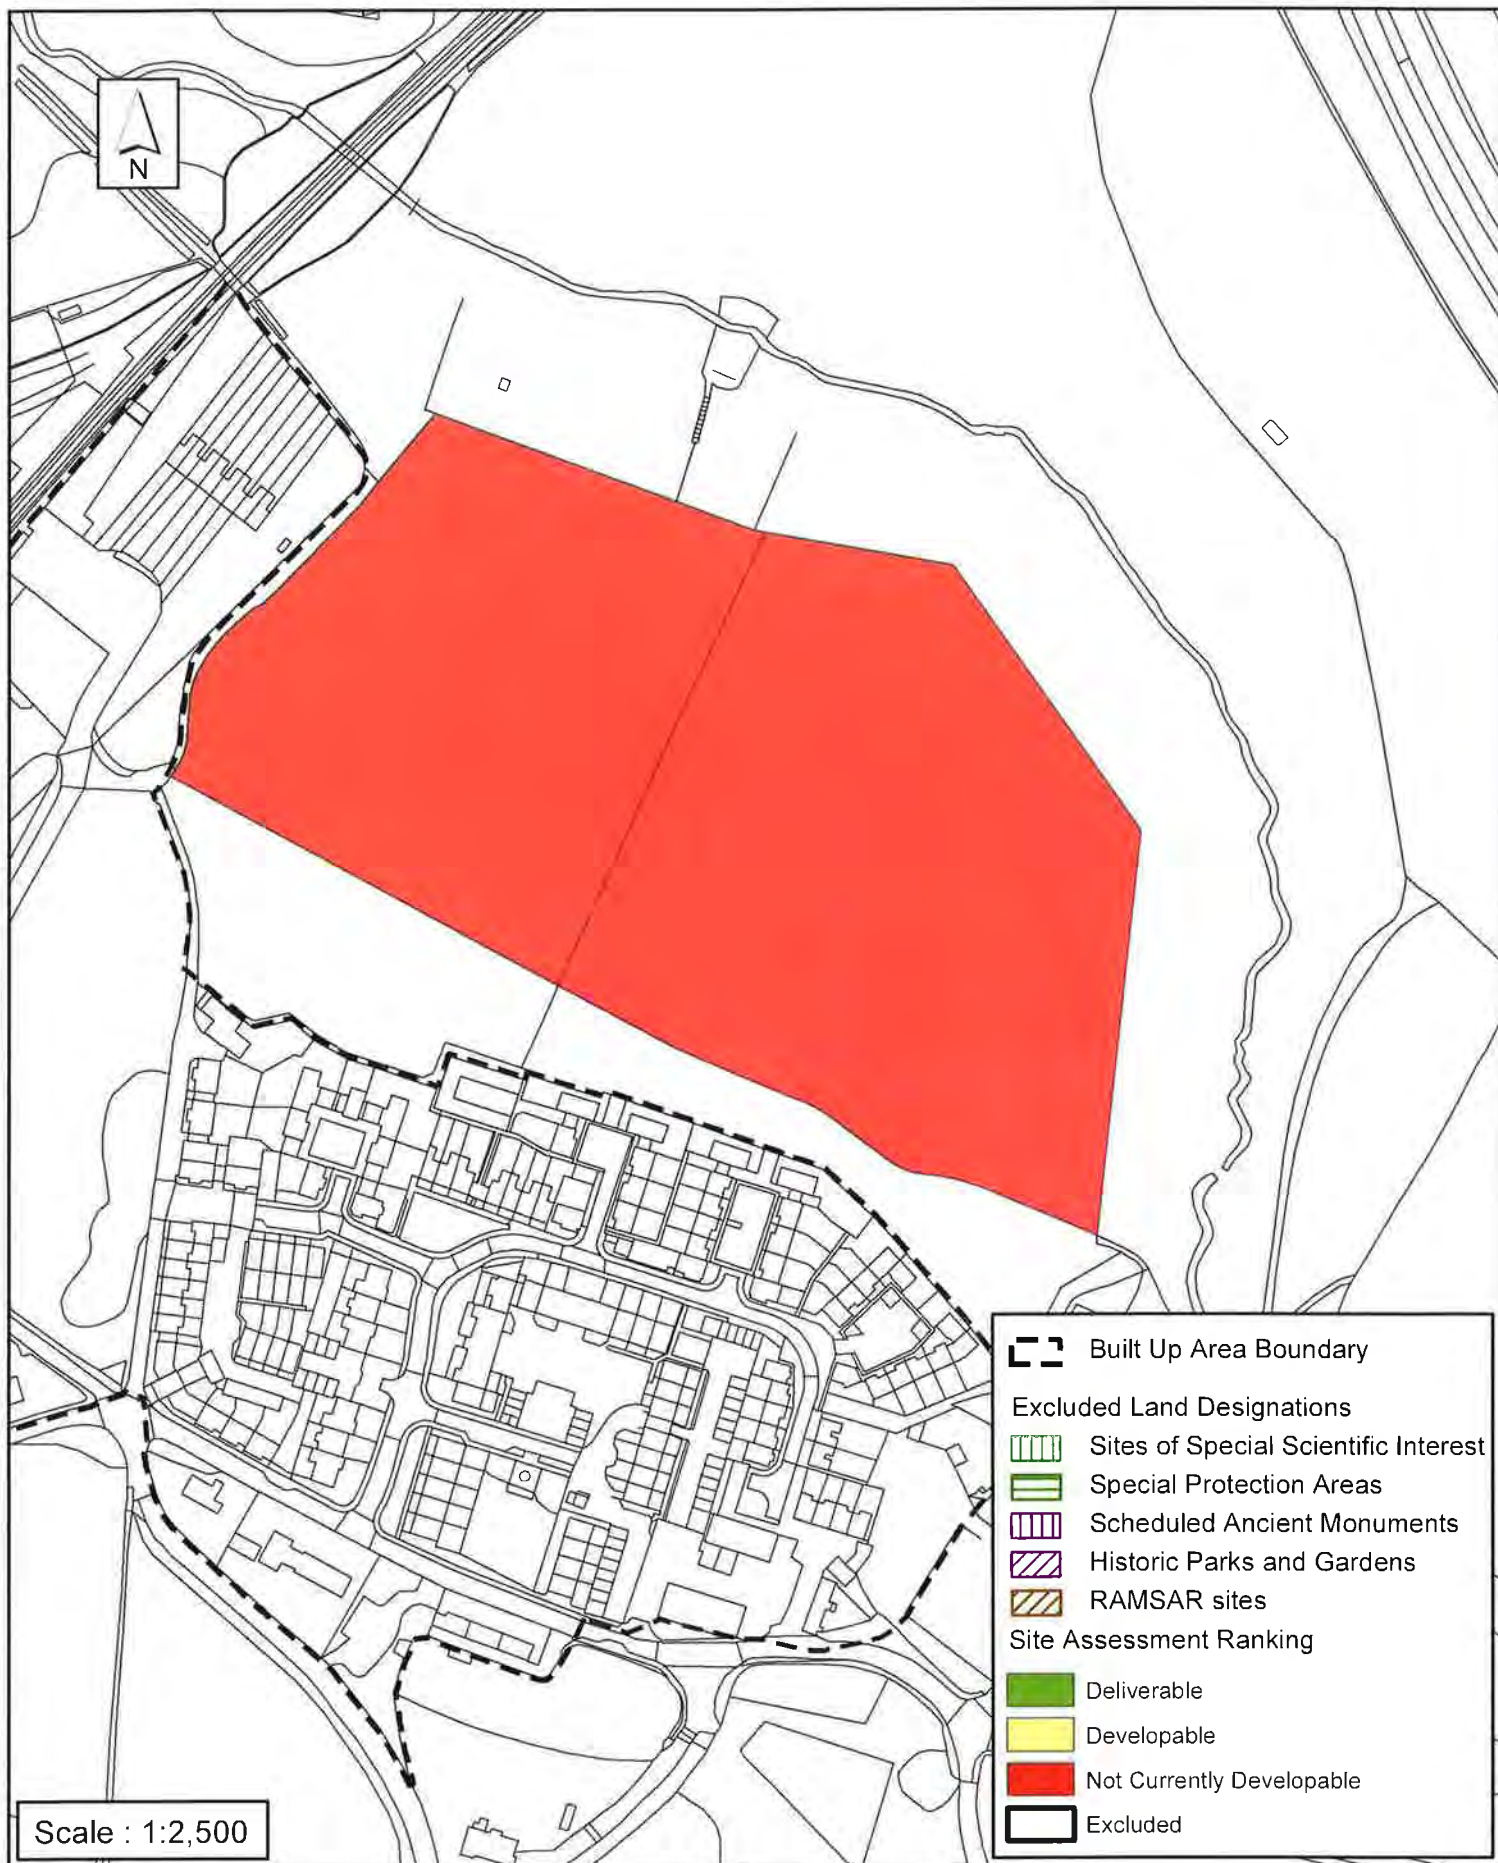 N
Built Up Area Boundary
Excluded Land Designations
Sites of Special Scientific Interest
Special Protection Areas
Scheduled Ancient Monuments
Historic Parks and Gardens
RAMSAR sites
Site Assessment Ranking
Deliverable
Developable
Not Currently Developable
Excluded
Scale : 1:2,500